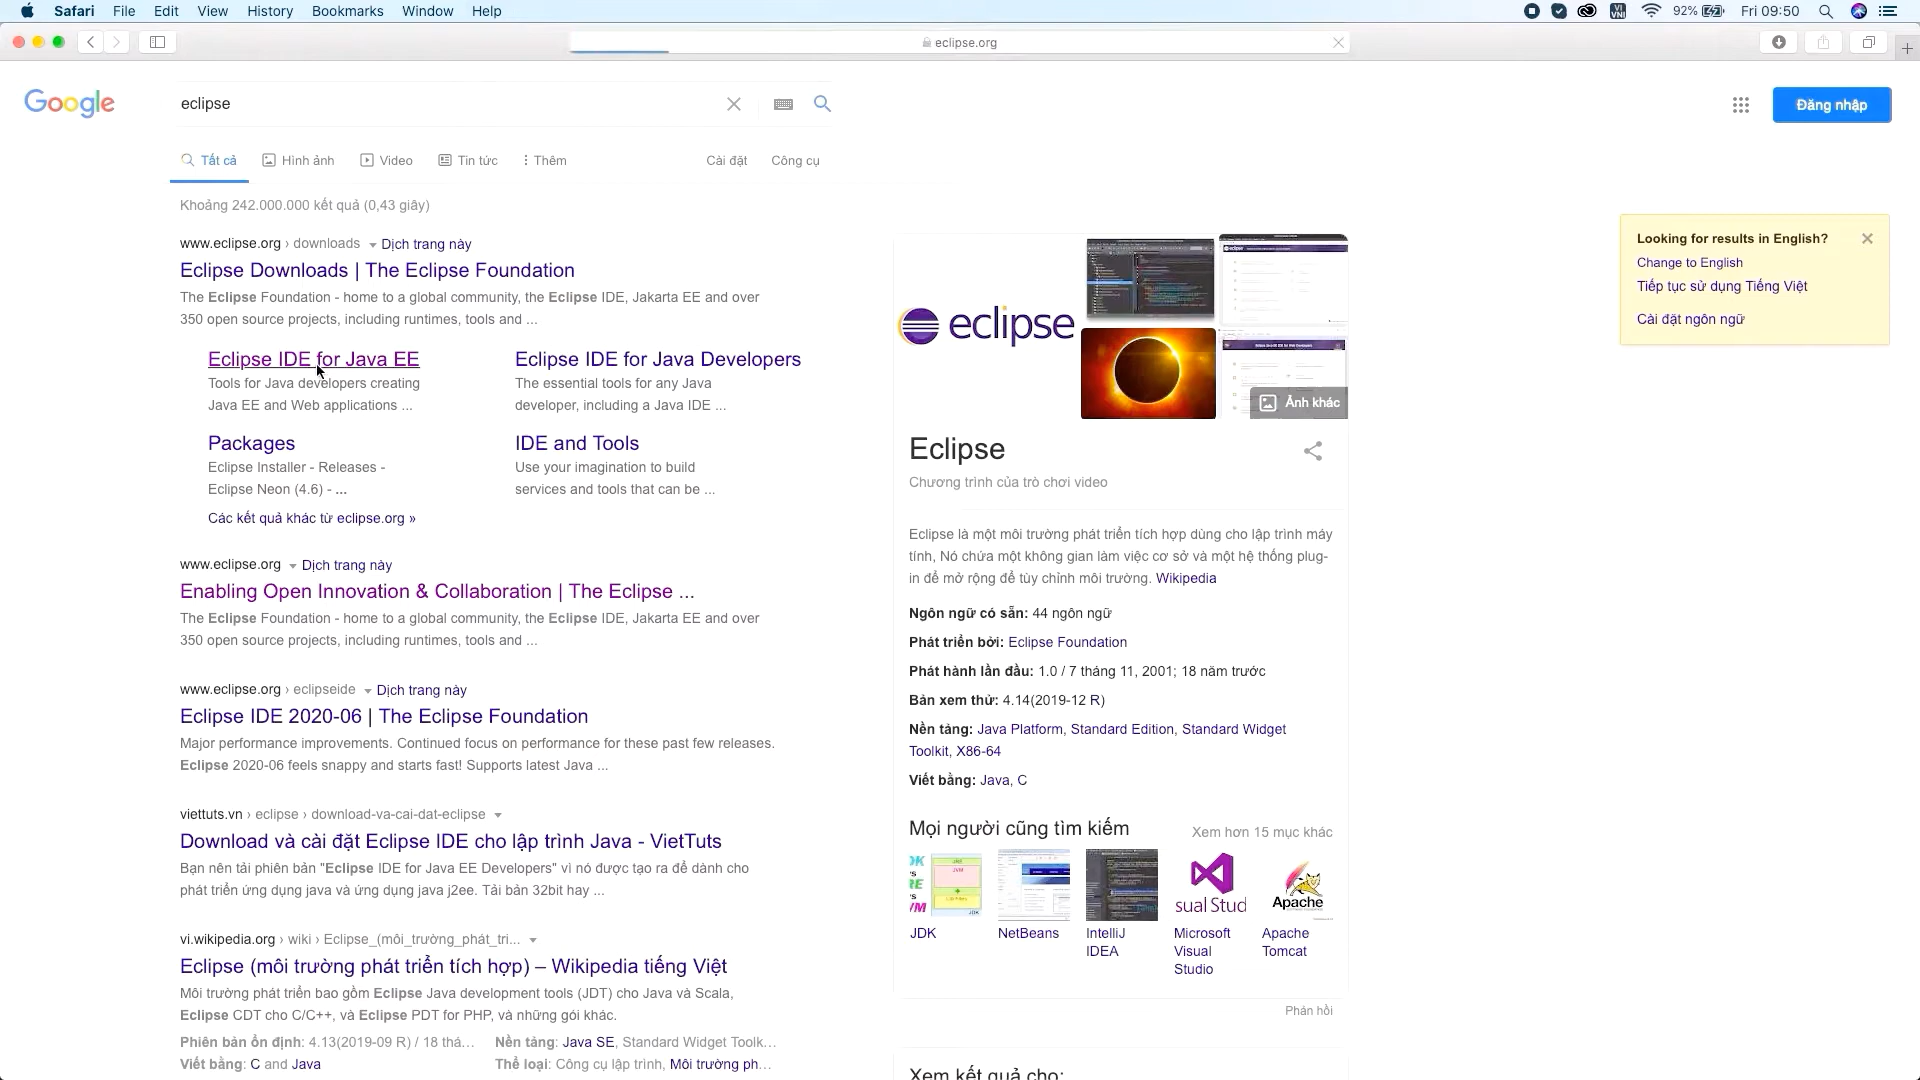 Safari File Edit View History Bookmarks Window Help
VI
VNI
92%
Fri 09:50
eclipse.org
Google
eclipse
Đăng nhập
Tất cả Hình ảnh Video Tin tức Thêm Cài đặt Công cụ
Khoảng 242.000.000 kết quả (0,43 giây)
www.eclipse.org › downloads Dịch trang này
Eclipse Downloads | The Eclipse Foundation
The Eclipse Foundation - home to a global community, the Eclipse IDE, Jakarta EE and over
350 open source projects, including runtimes, tools and ...
Eclipse IDE for Java EE
Tools for Java developers creating
Java EE and Web applications ...
Eclipse IDE for Java Developers
The essential tools for any Java
developer, including a Java IDE ...
Packages
Eclipse Installer - Releases -
Eclipse Neon (4.6) - ...
IDE and Tools
Use your imagination to build
services and tools that can be ...
Các kết quả khác từ eclipse.org »
www.eclipse.org Dịch trang này
Enabling Open Innovation & Collaboration | The Eclipse ...
The Eclipse Foundation - home to a global community, the Eclipse IDE, Jakarta EE and over
350 open source projects, including runtimes, tools and ...
www.eclipse.org › eclipseide Dịch trang này
Eclipse IDE 2020-06 | The Eclipse Foundation
Major performance improvements. Continued focus on performance for these past few releases.
Eclipse 2020-06 feels snappy and starts fast! Supports latest Java ...
viettuts.vn › eclipse › download-va-cai-dat-eclipse
Download và cài đặt Eclipse IDE cho lập trình Java - VietTuts
Bạn nên tải phiên bản "Eclipse IDE for Java EE Developers" vì nó được tạo ra để dành cho
phát triển ứng dụng java và ứng dụng java j2ee. Tải bản 32bit hay ...
vi.wikipedia.org › wiki › Eclipse_(môi_trường_phát_tri...
Eclipse (môi trường phát triển tích hợp) – Wikipedia tiếng Việt
Môi trường phát triển bao gồm Eclipse Java development tools (JDT) cho Java và Scala,
Eclipse CDT cho C/C++, và Eclipse PDT for PHP, và những gói khác.
Phiên bản ổn định: 4.13(2019-09 R) / 18 thá... Nền tảng: Java SE, Standard Widget Toolk...
Viết bằng: C and Java Thể loại: Công cụ lập trình, Môi trường ph...
eclipse
Ảnh khác
Eclipse
Chương trình của trò chơi video
Eclipse là một môi trường phát triển tích hợp dùng cho lập trình máy
tính, Nó chứa một không gian làm việc cơ sở và một hệ thống plug-
in để mở rộng để tùy chỉnh môi trường. Wikipedia
Ngôn ngữ có sẵn: 44 ngôn ngữ
Phát triển bởi: Eclipse Foundation
Phát hành lần đầu: 1.0 / 7 tháng 11, 2001; 18 năm trước
Bản xem thử: 4.14(2019-12 R)
Nền tảng: Java Platform, Standard Edition, Standard Widget
Toolkit, X86-64
Viết bằng: Java, C
Mọi người cũng tìm kiếm
Xem hơn 15 mục khác
sual Stud
Apache
JDK
NetBeans
IntelliJ
IDEA
Microsoft
Visual
Studio
Apache
Tomcat
Phản hồi
Xem kết quả cho:
Looking for results in English?
Change to English
Tiếp tục sử dụng Tiếng Việt
Cài đặt ngôn ngữ